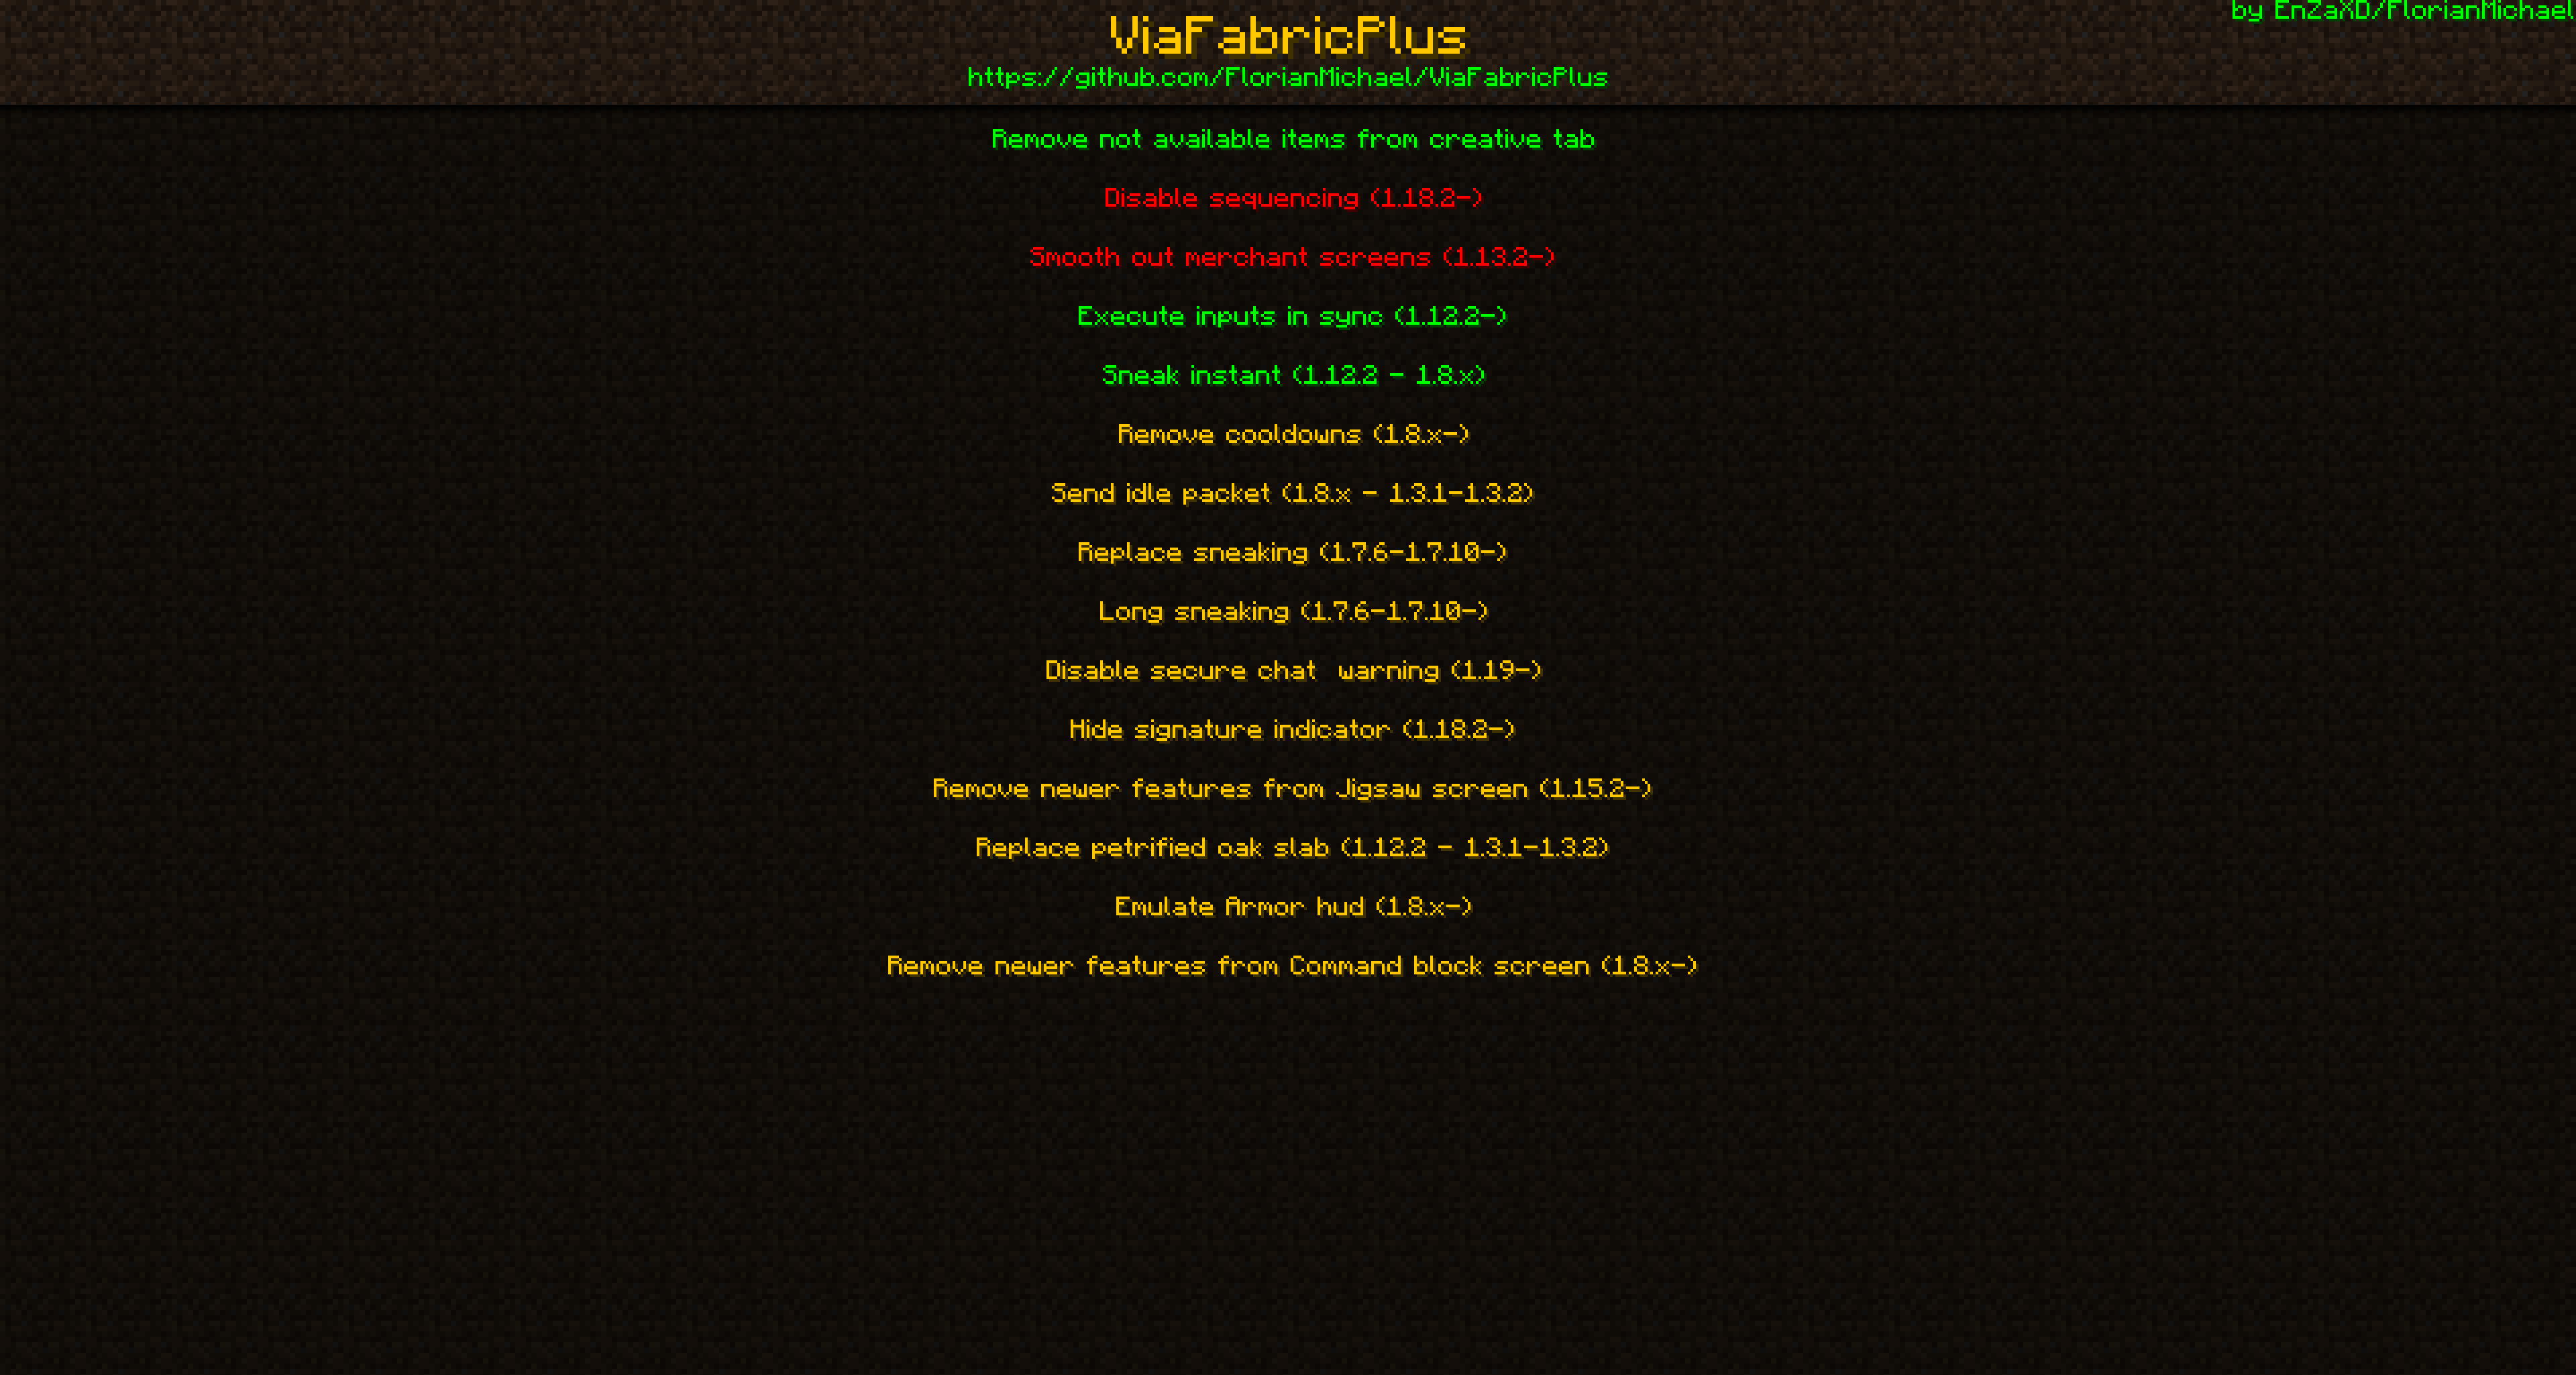 by EnZaXD/FlorianMichael
ViaFabricPlus
https://github.com/FlorianMichael/ViaFabricPlus
Remove not available items from creative tab
Disable sequencing (1.18.2-)
Smooth out merchant screens (1.13.2-)
Execute inputs in sync (1.12.2-)
Sneak instant (1.12.2 - 1.8.x)
Remove cooldowns (1.8.x-)
Send idle packet (1.8.x - 1.3.1-1.3.2)
Replace sneaking (1.7.6-1.7.10-)
Long sneaking (1.7.6-1.7.10-)
Disable secure chat  warning (1.19-)
Hide signature indicator (1.18.2-)
Remove newer features from Jigsaw screen (1.15.2-)
Replace petrified oak slab (1.12.2 - 1.3.1-1.3.2)
Emulate Armor hud (1.8.x-)
Remove newer features from Command block screen (1.8.x-)